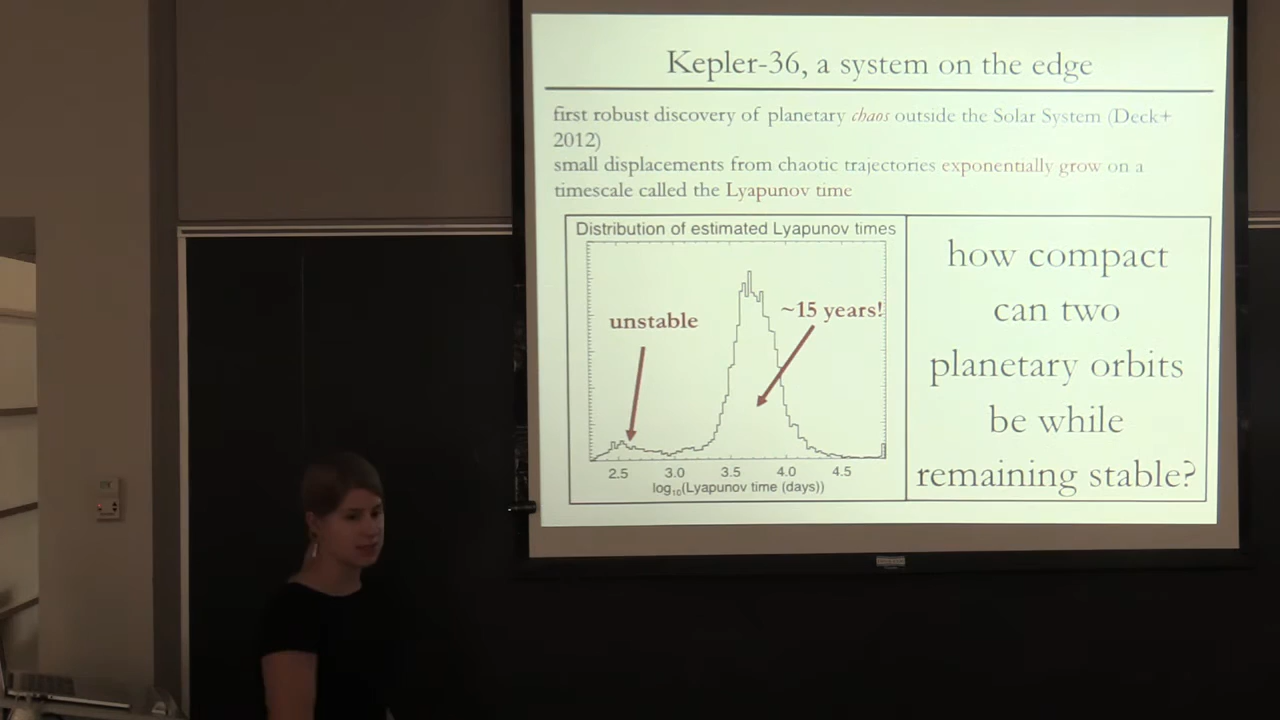 Kepler-36, a system on the edge
first robust discovery of planetary chaos outside the Solar System (Deck+
2012)
small displacements from chaotic trajectories exponentially grow on a
timescale called the Lyapunov time
Distribution of estimated Lyapunov times
unstable
~15 years!
2.5 3.0 3.5 4.0 4.5
log₁₀(Lyapunov time (days))
how compact
can two
planetary orbits
be while
remaining stable?